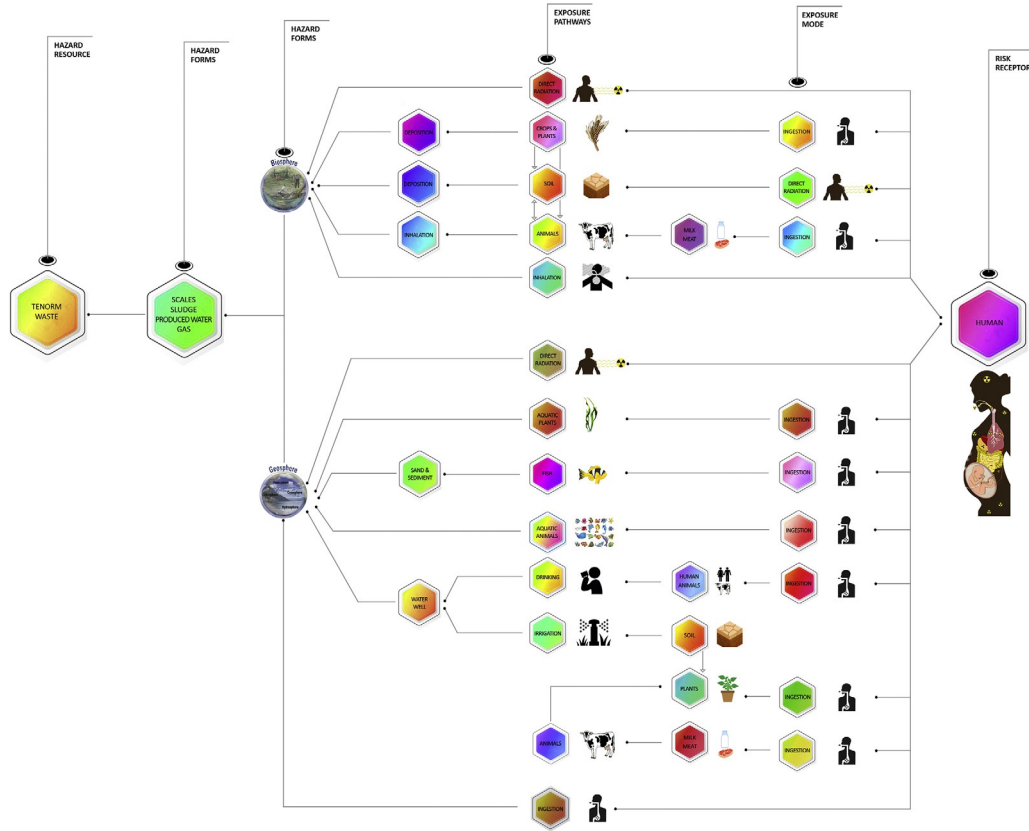 HAZARD
RESOURCE
HAZARD
FORMS
HAZARD
FORMS
EXPOSURE
PATHWAYS
EXPOSURE
MODE
RISK
RECEPTOR
DIRECT
RADIATION
DEPOSITION
CROPS &
PLANTS
INGESTION
Biosphere
DEPOSITION
SOIL
DIRECT
RADIATION
INHALATION
ANIMALS
MILK
MEAT
INGESTION
INHALATION
TENORM
WASTE
SCALES
SLUDGE
PRODUCED WATER
GAS
HUMAN
DIRECT
RADIATION
AQUATIC
PLANTS
INGESTION
Geosphere
SAND &
SEDIMENT
FISH
INGESTION
AQUATIC
ANIMALS
INGESTION
WATER
WELL
DRINKING
HUMAN
ANIMALS
INGESTION
IRRIGATION
SOIL
PLANTS
INGESTION
ANIMALS
MILK
MEAT
INGESTION
INGESTION